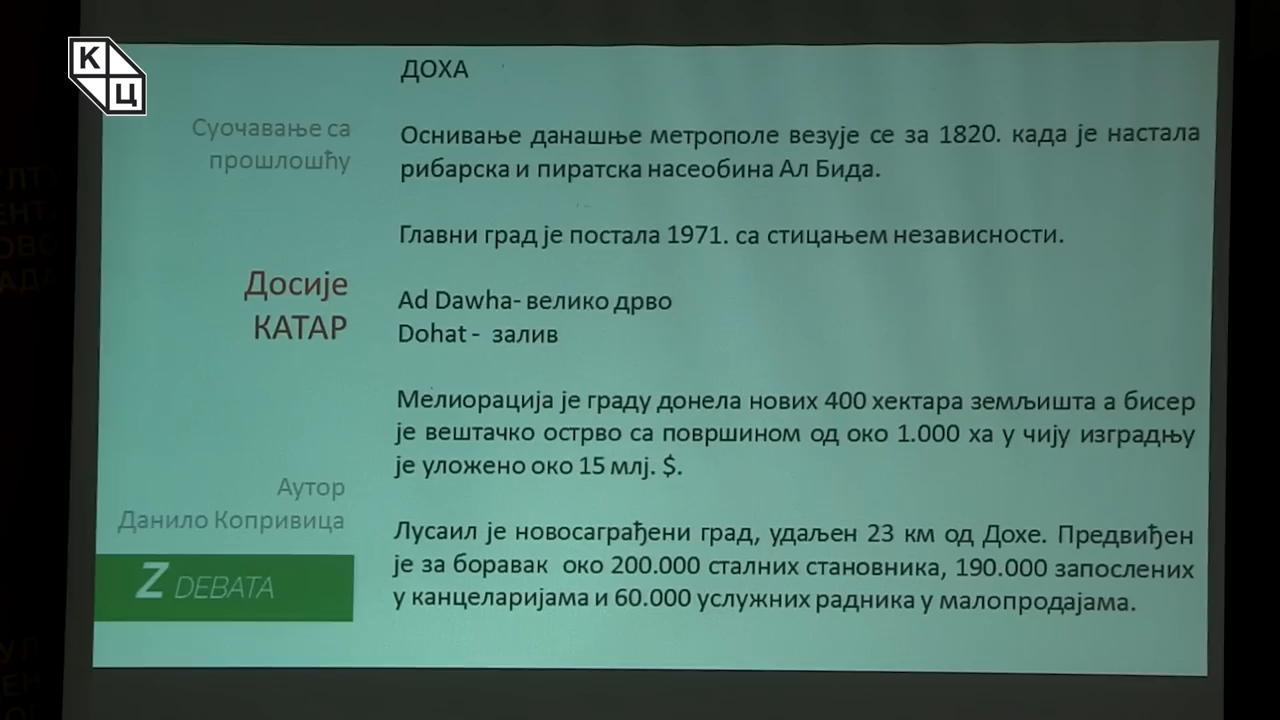 К
Ц
Суочавање са
прошлошћу
Досије
КАТАР
Аутор
Данило Копривица
Z DEBATA
ДОХА
Оснивање данашње метрополе везује се за 1820. када је настала
рибарска и пиратска насеобина Ал Бида.
Главни град је постала 1971. са стицањем независности.
Ad Dawha- велико дрво
Dohat - залив
Мелиорација је граду донела нових 400 хектара земљишта а бисер
је вештачко острво са површином од око 1.000 ха у чију изградњу
је уложено око 15 млј. $.
Лусаил је новосаграђени град, удаљен 23 км од Дохе. Предвиђен
је за боравак око 200.000 сталних становника, 190.000 запослених
у канцеларијама и 60.000 услужних радника у малопродајама.